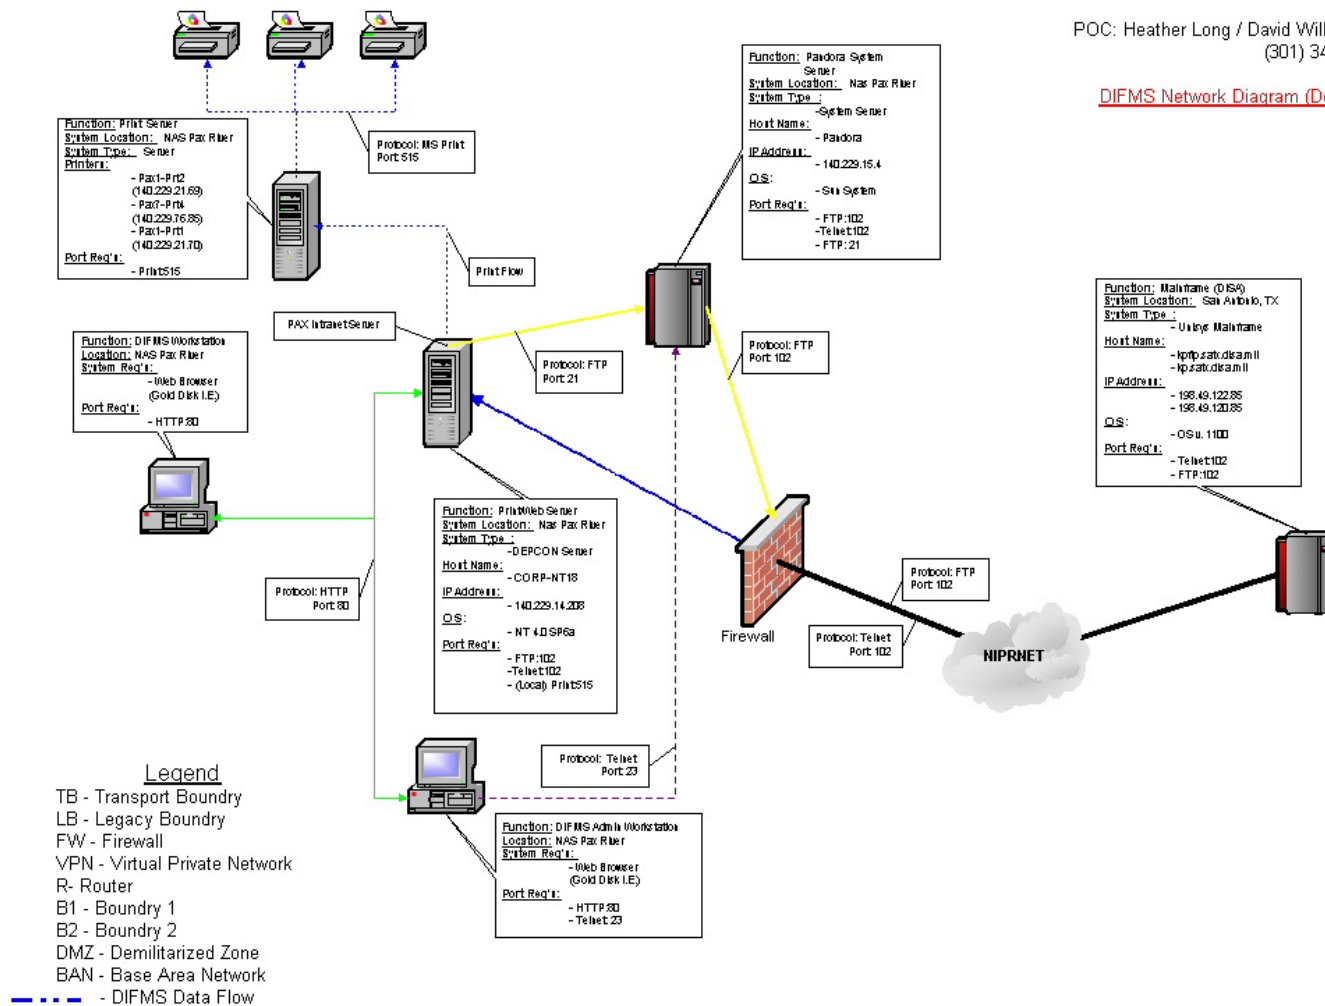 POC: Heather Long / David Will
(301) 34
DIFMS Network Diagram (D
Function: Print Server
System Location: NAS Pax River
System Type: Server
Printers:
- Pax1-Prt2
(140.229.21.69)
- Pax7-Prt4
(140.229.76.85)
- Pax1-Prt1
(140.229.21.70)
Port Req's:
- Print:515
Protocol: MS Print
Port: 515
Print Flow
PAX Intranet Server
Function: Pandora System
Server
System Location: Nas Pax River
System Type :
-System Server
Host Name:
- Pandora
IP Address:
- 140.229.15.4
OS:
- Sun System
Port Req's:
- FTP:102
-Telnet:102
- FTP: 21
Function: Mainframe (DISA)
System Location: San Antonio, TX
System Type :
- Unisys Mainframe
Host Name:
- kpftp.satx.disa.mil
- kp.satx.disa.mil
IP Address:
- 198.49.122.85
- 198.49.120.85
OS:
- OS v. 1100
Port Req's:
- Telnet:102
- FTP:102
Function: DIFMS Workstation
Location: NAS Pax River
System Req's:
- Web Browser
(Gold Disk I.E.)
Port Req's:
- HTTP:80
Protocol: FTP
Port: 21
Protocol: FTP
Port: 102
Function: Print/Web Server
System Location: Nas Pax River
System Type :
-DEPCON Server
Host Name:
- CORP-NT18
IP Address:
- 140.229.14.208
OS:
- NT 4.0 SP6a
Port Req's:
- FTP:102
-Telnet:102
- (Local) Print:515
Protocol: HTTP
Port: 80
Firewall
Protocol: FTP
Port: 102
Protocol: Telnet
Port: 102
NIPRNET
Protocol: Telnet
Port: 23
Function: DIFMS Admin Workstation
Location: NAS Pax River
System Req's:
- Web Browser
(Gold Disk I.E.)
Port Req's:
- HTTP:80
- Telnet: 23
Legend
TB - Transport Boundry
LB - Legacy Boundry
FW - Firewall
VPN - Virtual Private Network
R- Router
B1 - Boundry 1
B2 - Boundry 2
DMZ - Demilitarized Zone
BAN - Base Area Network
- DIFMS Data Flow